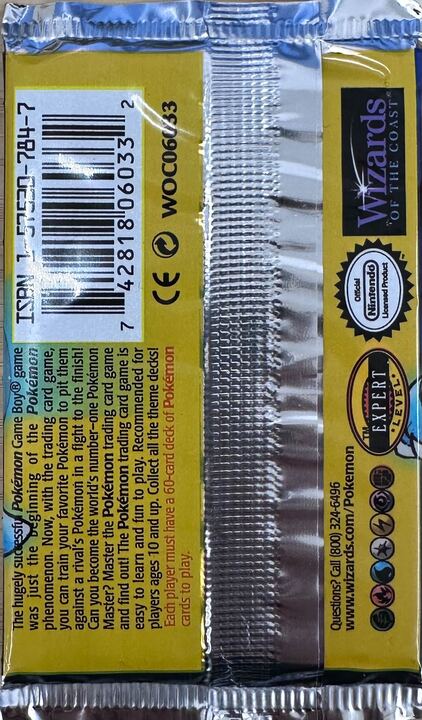 ISBN 1-57530-784-7
7 42818 06033 2
CE WOC06033
The hugely successful Pokémon Game Boy® game
was just the beginning of the Pokémon
phenomenon. Now, with the trading card game,
you can train your favorite Pokémon to pit them
against a rival's Pokémon in a fight to the finish!
Can you become the world's number-one Pokémon
Master? Master the Pokémon trading card game
and find out! The Pokémon trading card game is
easy to learn and fun to play. Recommended for
players ages 10 and up. Collect all the theme decks!
Each player must have a 60-card deck of Pokémon
cards to play.
Wizards
OF THE COAST®
Official
Nintendo
Licensed Product
EXPERT
LEVEL
TM
Questions? Call (800) 324-6496
www.wizards.com/Pokemon